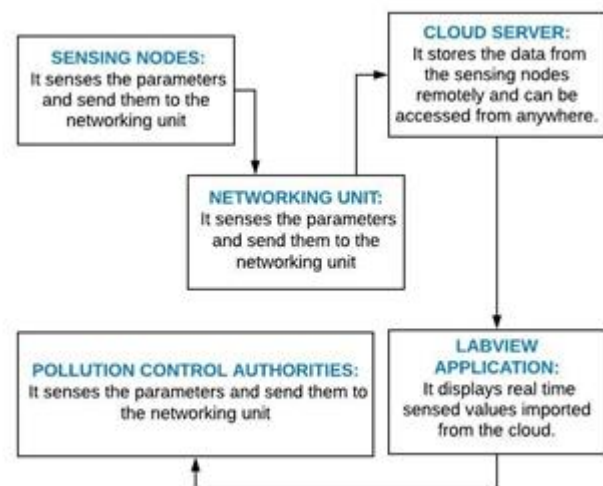 SENSING NODES:
It senses the parameters
and send them to the
networking unit
CLOUD SERVER:
It stores the data from
the sensing nodes
remotely and can be
accessed from anywhere.
NETWORKING UNIT:
It senses the parameters
and send them to the
networking unit
POLLUTION CONTROL AUTHORITIES:
It senses the parameters and send them to
the networking unit
LABVIEW
APPLICATION:
It displays real time
sensed values imported
from the cloud.